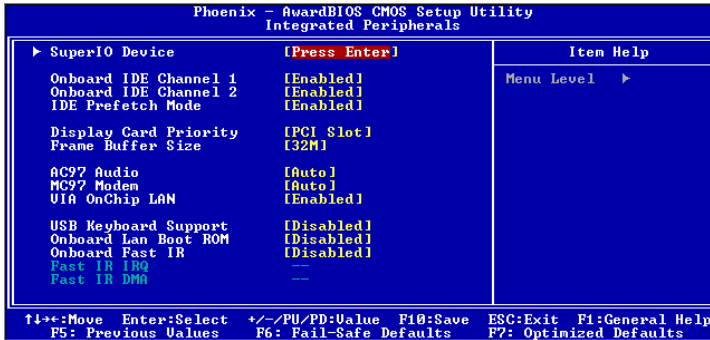 Phoenix - AwardBIOS CMOS Setup Utility
Integrated Peripherals
▶ SuperIO Device [Press Enter]
Item Help
Onboard IDE Channel 1 [Enabled]
Menu Level ▶
Onboard IDE Channel 2 [Enabled]
IDE Prefetch Mode [Enabled]
Display Card Priority [PCI Slot]
Frame Buffer Size [32M]
AC97 Audio [Auto]
MC97 Modem [Auto]
VIA OnChip LAN [Enabled]
USB Keyboard Support [Disabled]
Onboard Lan Boot ROM [Disabled]
Onboard Fast IR [Disabled]
Fast IR IRQ --
Fast IR DMA --
↑↓→←:Move Enter:Select +/-/PU/PD:Value F10:Save ESC:Exit F1:General Help
F5: Previous Values F6: Fail-Safe Defaults F7: Optimized Defaults